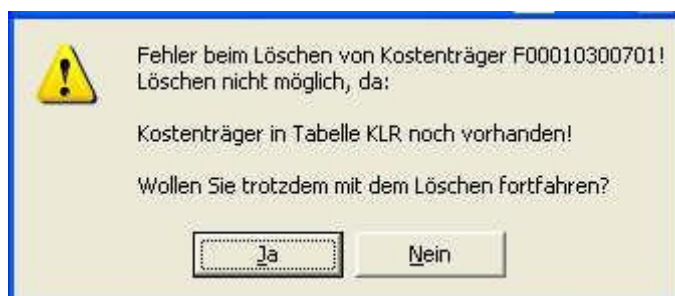 Fehler beim Löschen von Kostenträger F00010300701!
Löschen nicht möglich, da:
Kostenträger in Tabelle KLR noch vorhanden!
Wollen Sie trotzdem mit dem Löschen fortfahren?
Ja
Nein